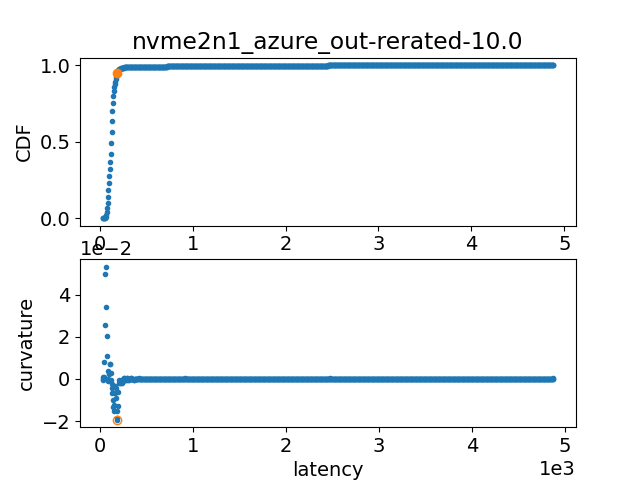 nvme2n1_azure_out-rerated-10.0
1.0
0.5
0.0
CDF
0 1 2 3 4 5
1e−2
4
2
0
−2
curvature
0 1 2 3 4 5
latency
1e3